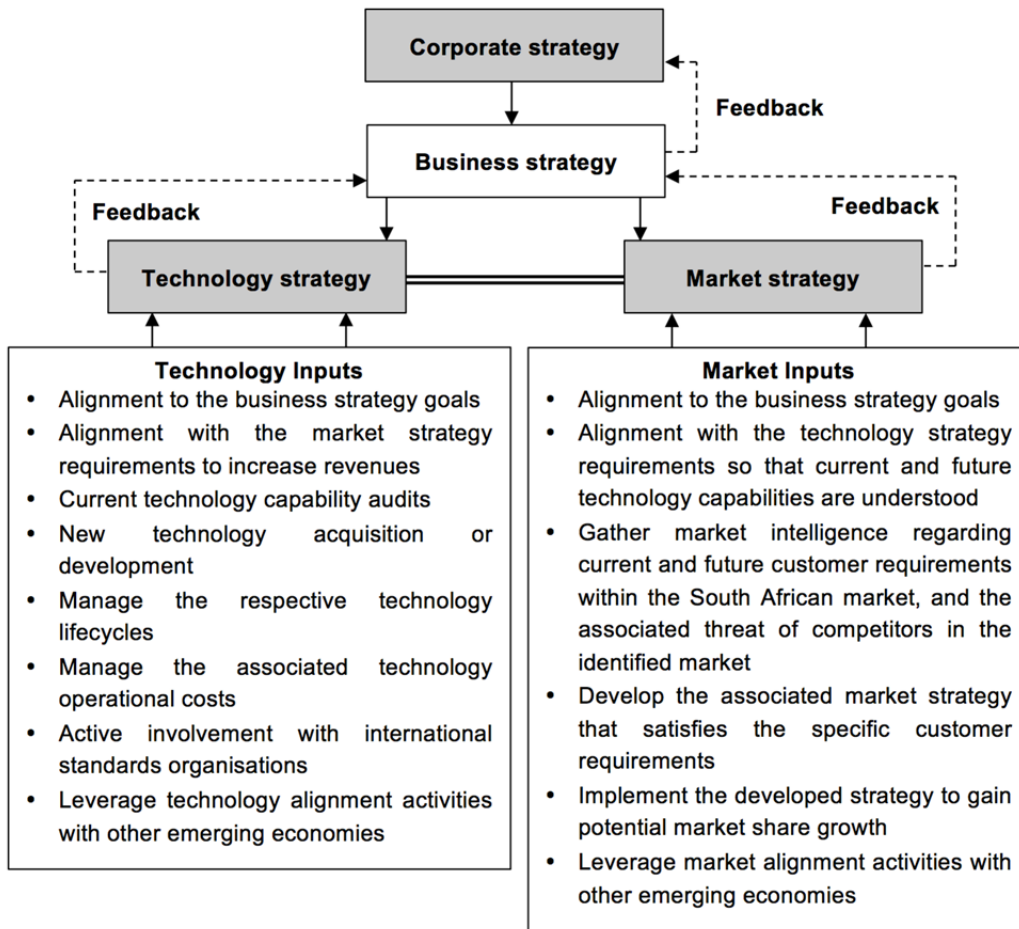 Corporate strategy
Feedback
Business strategy
Feedback
Feedback
Technology strategy
Market strategy
Technology Inputs
• Alignment to the business strategy goals
• Alignment with the market strategy
requirements to increase revenues
• Current technology capability audits
• New technology acquisition or
development
• Manage the respective technology
lifecycles
• Manage the associated technology
operational costs
• Active involvement with international
standards organisations
• Leverage technology alignment activities
with other emerging economies
Market Inputs
• Alignment to the business strategy goals
• Alignment with the technology strategy
requirements so that current and future
technology capabilities are understood
• Gather market intelligence regarding
current and future customer requirements
within the South African market, and the
associated threat of competitors in the
identified market
• Develop the associated market strategy
that satisfies the specific customer
requirements
• Implement the developed strategy to gain
potential market share growth
• Leverage market alignment activities with
other emerging economies